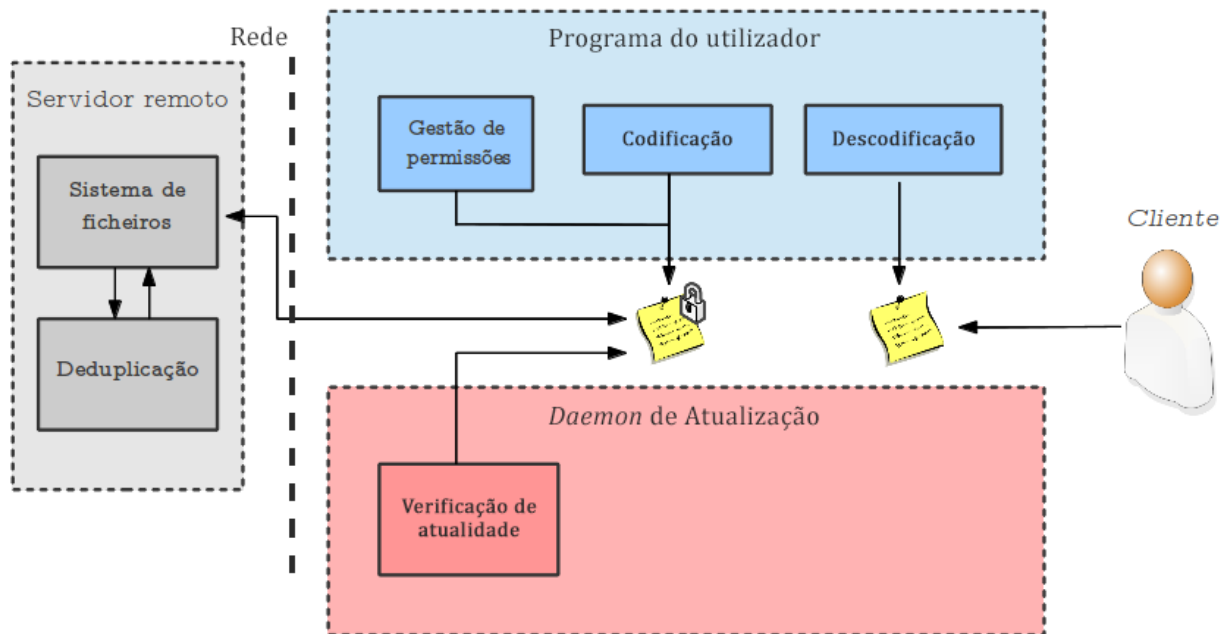 Rede
Servidor remoto
Sistema de
ficheiros
Deduplicação
Programa do utilizador
Gestão de
permissões
Codificação
Descodificação
Cliente
Daemon de Atualização
Verificação de
atualidade